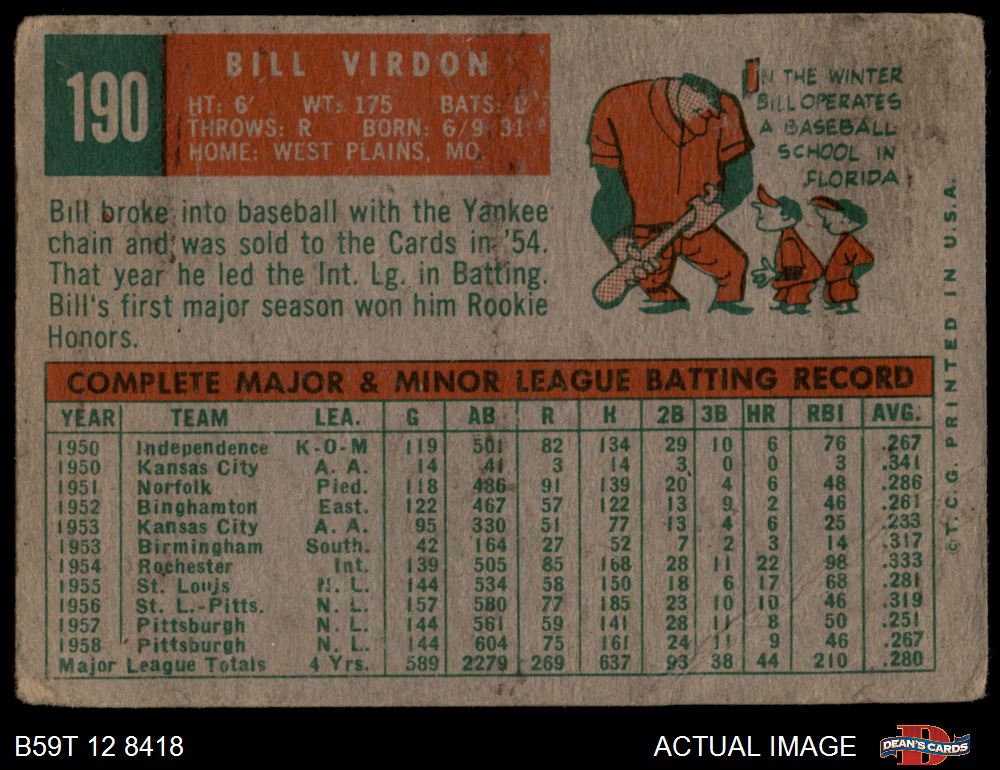 190
BILL VIRDON
HT: 6' WT: 175 BATS: L
THROWS: R BORN: 6/9/31
HOME: WEST PLAINS, MO.
IN THE WINTER
BILL OPERATES
A BASEBALL
SCHOOL IN
FLORIDA
Bill broke into baseball with the Yankee
chain and was sold to the Cards in '54.
That year he led the Int. Lg. in Batting.
Bill's first major season won him Rookie
Honors.
COMPLETE MAJOR & MINOR LEAGUE BATTING RECORD
YEAR TEAM LEA. G AB R H 2B 3B HR RBI AVG.
1950 Independence K-O-M 119 501 82 134 29 10 6 76 .267
1950 Kansas City A. A. 14 41 3 14 3 0 0 3 .341
1951 Norfolk Pied. 118 486 91 139 20 4 6 48 .286
1952 Binghamton East. 122 467 57 122 13 9 2 46 .261
1953 Kansas City A. A. 95 330 51 77 13 4 6 25 .233
1953 Birmingham South. 42 164 27 52 7 2 3 14 .317
1954 Rochester Int. 139 505 85 168 28 11 22 98 .333
1955 St. Louis N. L. 144 534 58 150 18 6 17 68 .281
1956 St. L.-Pitts. N. L. 157 580 77 185 23 10 10 46 .319
1957 Pittsburgh N. L. 144 561 59 141 28 11 8 50 .251
1958 Pittsburgh N. L. 144 604 75 161 24 11 9 46 .267
Major League Totals 4 Yrs. 589 2279 269 637 93 38 44 210 .280
©T.C.G. PRINTED IN U.S.A.
B59T 12 8418
ACTUAL IMAGE
D
DEAN'S CARDS